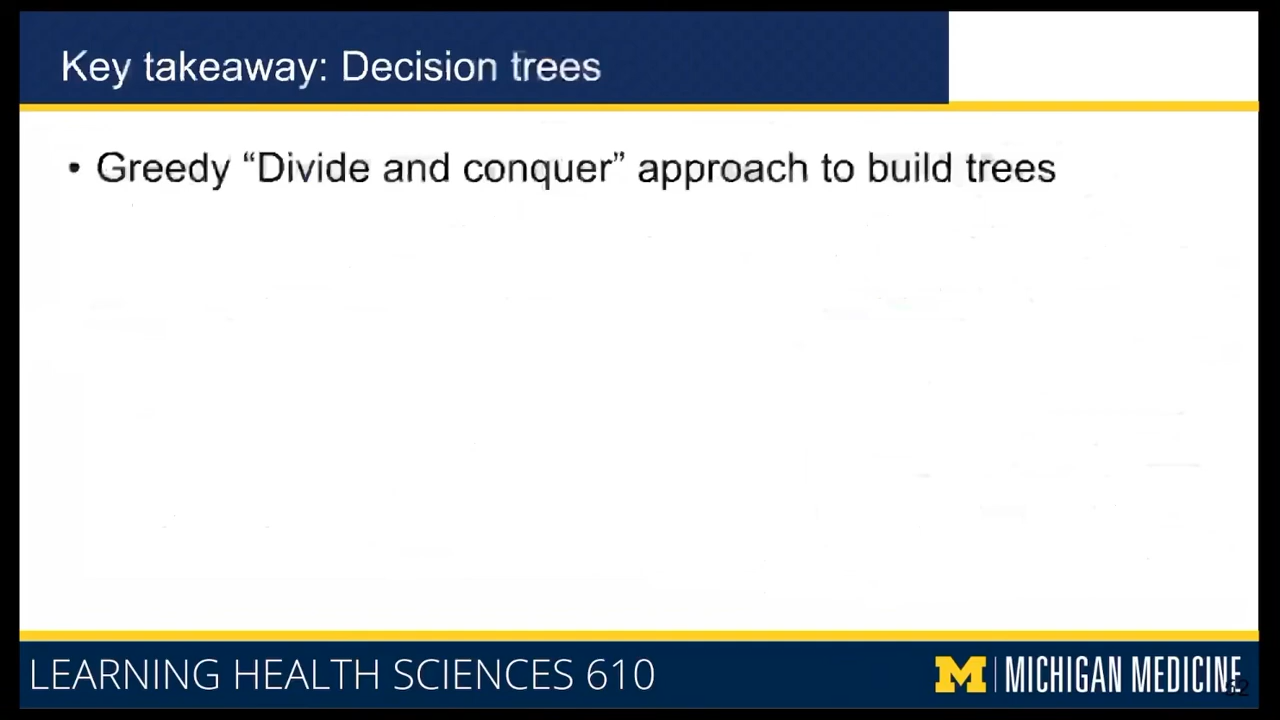 Key takeaway: Decision trees
• Greedy “Divide and conquer” approach to build trees
LEARNING HEALTH SCIENCES 610
M | MICHIGAN MEDICINE